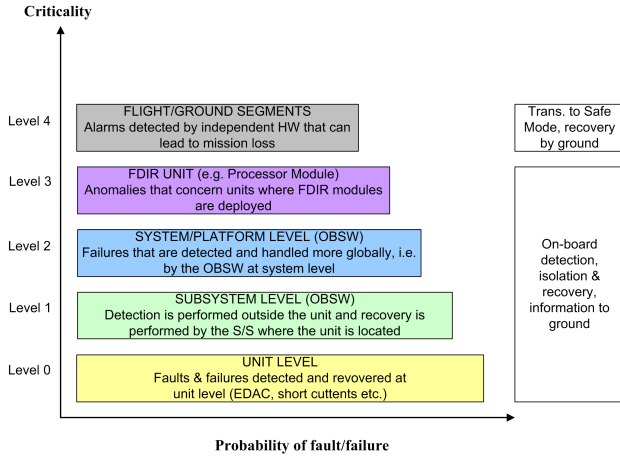 Criticality
Level 4
FLIGHT/GROUND SEGMENTS
Alarms detected by independent HW that can
lead to mission loss
Trans. to Safe
Mode, recovery
by ground
Level 3
FDIR UNIT (e.g. Processor Module)
Anomalies that concern units where FDIR modules
are deployed
Level 2
SYSTEM/PLATFORM LEVEL (OBSW)
Failures that are detected and handled more globally, i.e.
by the OBSW at system level
On-board
detection,
isolation &
recovery,
information to
ground
Level 1
SUBSYSTEM LEVEL (OBSW)
Detection is performed outside the unit and recovery is
performed by the S/S where the unit is located
Level 0
UNIT LEVEL
Faults & failures detected and revovered at
unit level (EDAC, short cuttents etc.)
Probability of fault/failure